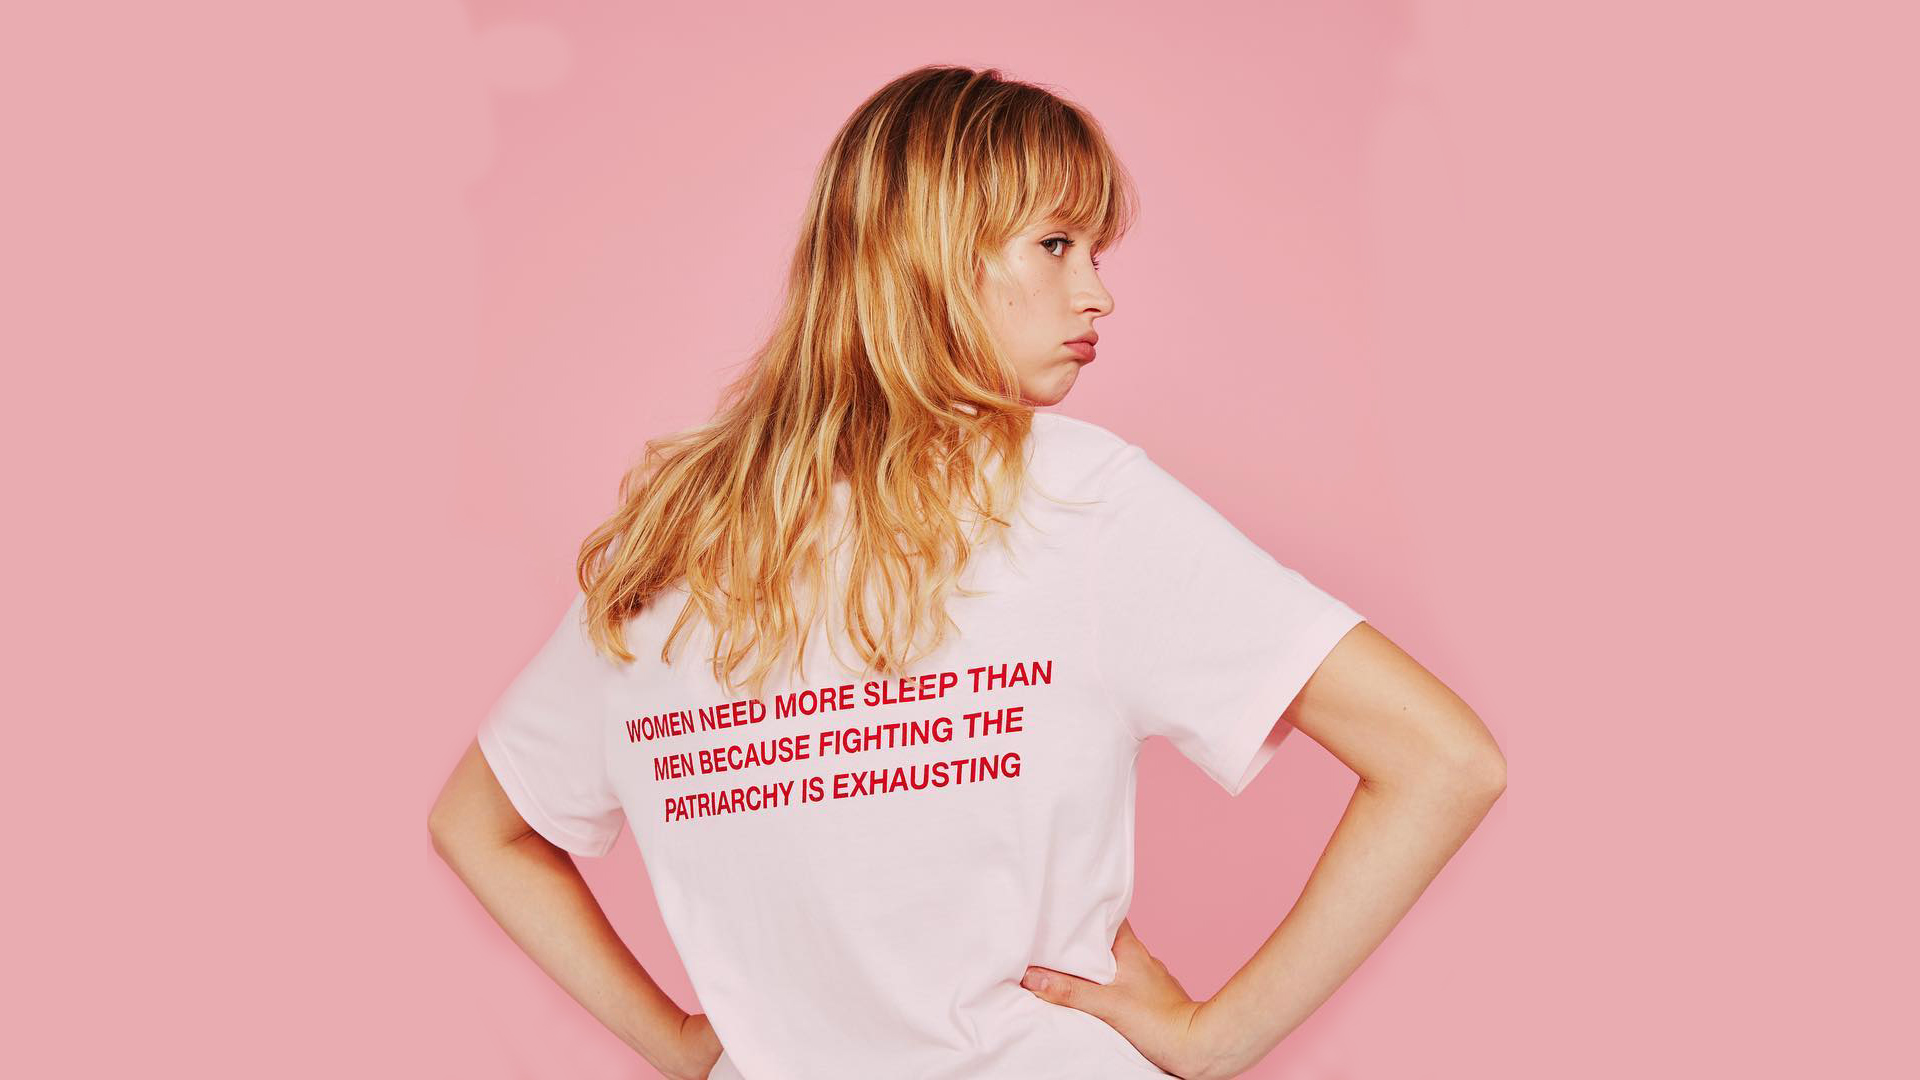 WOMEN NEED MORE SLEEP THAN
MEN BECAUSE FIGHTING THE
PATRIARCHY IS EXHAUSTING